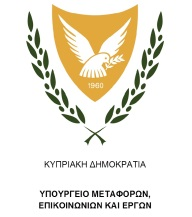 1960
ΚΥΠΡΙΑΚΗ ΔΗΜΟΚΡΑΤΙΑ
ΥΠΟΥΡΓΕΙΟ ΜΕΤΑΦΟΡΩΝ,
ΕΠΙΚΟΙΝΩΝΙΩΝ ΚΑΙ ΕΡΓΩΝ